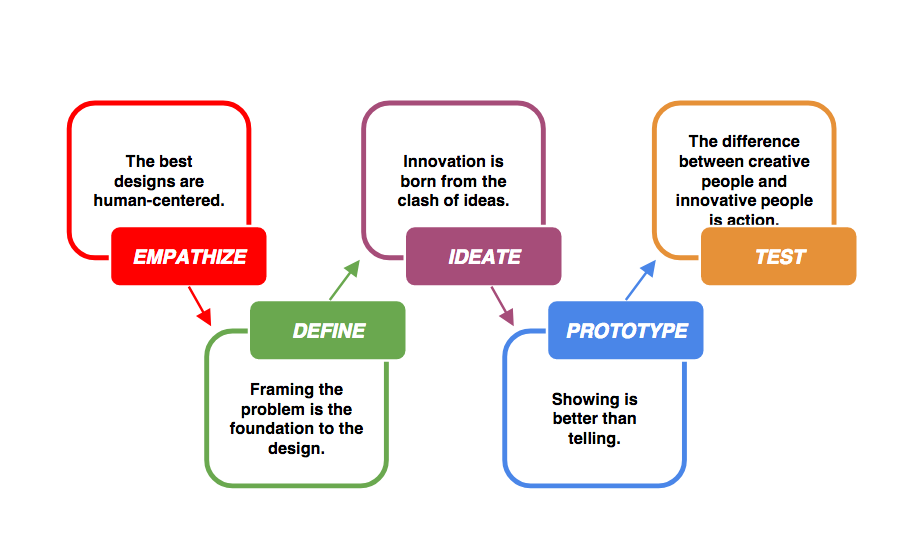 The best
designs are
human-centered.
EMPATHIZE
DEFINE
Framing the
problem is the
foundation to the
design.
Innovation is
born from the
clash of ideas.
IDEATE
PROTOTYPE
Showing is
better than
telling.
The difference
between creative
people and
innovative people
is action.
TEST